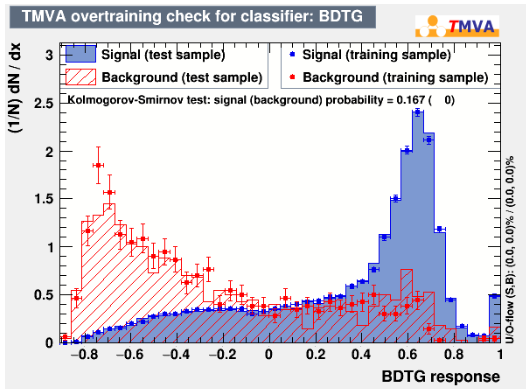 TMVA overtraining check for classifier: BDTG
TMVA
(1/N) dN / dx
Signal (test sample)
Signal (training sample)
Background (test sample)
Background (training sample)
Kolmogorov-Smirnov test: signal (background) probability = 0.167 ( 0)
3
2.5
2
1.5
1
0.5
0
−0.8 −0.6 −0.4 −0.2 0 0.2 0.4 0.6 0.8 1
BDTG response
U/O-flow (S,B): (0.0, 0.0)% / (0.0, 0.0)%